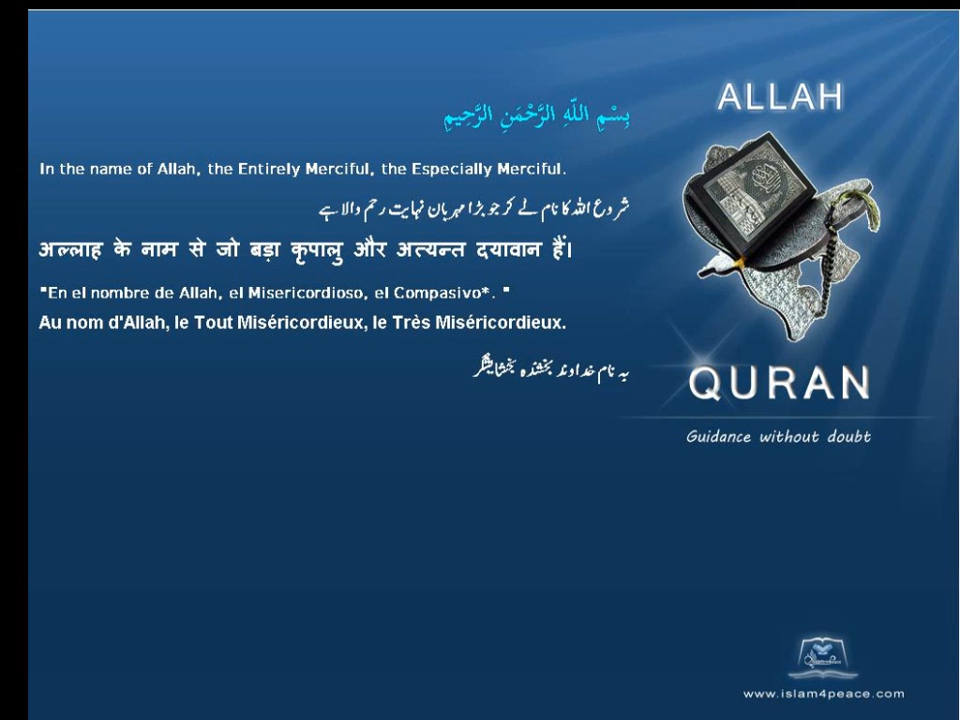 بِسْمِ اللَّهِ الرَّحْمَنِ الرَّحِيمِ
In the name of Allah, the Entirely Merciful, the Especially Merciful.
شروع اللہ کا نام لے کر جو بڑا مہربان نہایت رحم والا ہے
अल्लाह के नाम से जो बड़ा कृपालु और अत्यन्त दयावान हैं।
"En el nombre de Allah, el Misericordioso, el Compasivo*. "
Au nom d'Allah, le Tout Miséricordieux, le Très Miséricordieux.
به نام خداوند بخشنده بخشایشگر
ALLAH
QURAN
Guidance without doubt
www.islam4peace.com